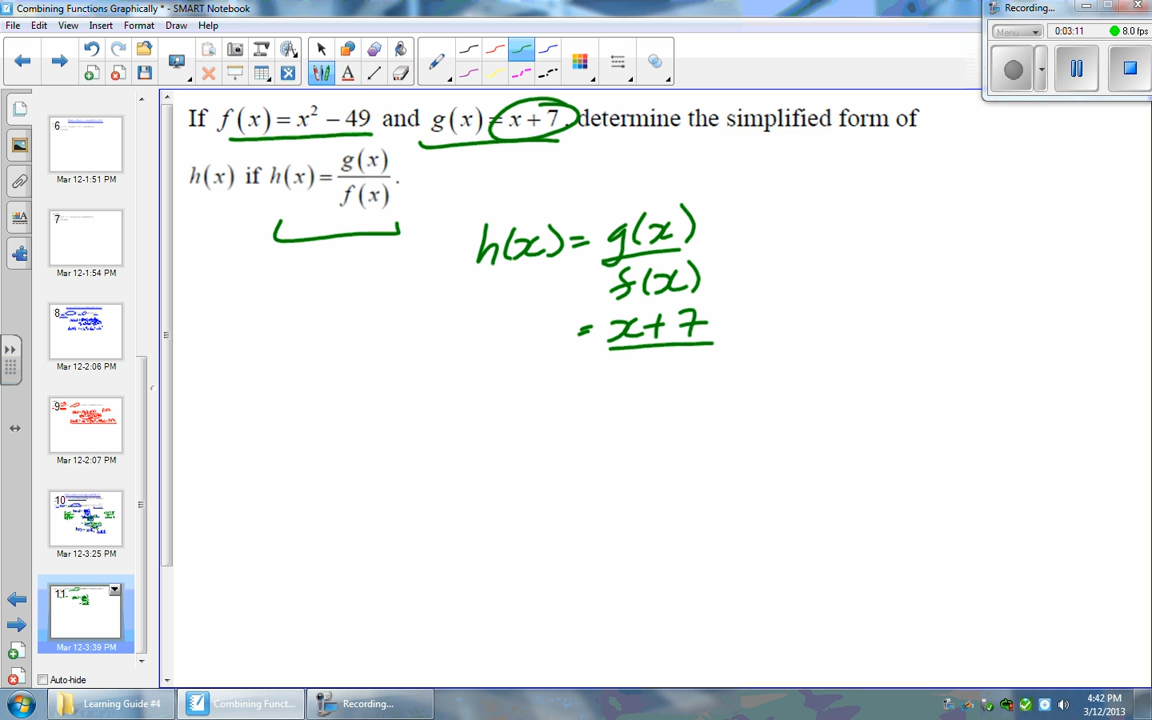 Combining Functions Graphically * - SMART Notebook
Recording...
File Edit View Insert Format Draw Help
Menu
0:03:11
8.0 fps
If f(x) = x² − 49 and g(x) = x + 7, determine the simplified form of
h(x) if h(x) = g(x)/f(x).
h(x) = g(x)
f(x)
= x + 7
6
Mar 12-1:51 PM
7
Mar 12-1:54 PM
8
Mar 12-2:06 PM
9
Mar 12-2:07 PM
10
Mar 12-3:25 PM
11
Mar 12-3:39 PM
Auto-hide
Learning Guide #4
Combining Funct...
Recording...
4:42 PM
3/12/2013